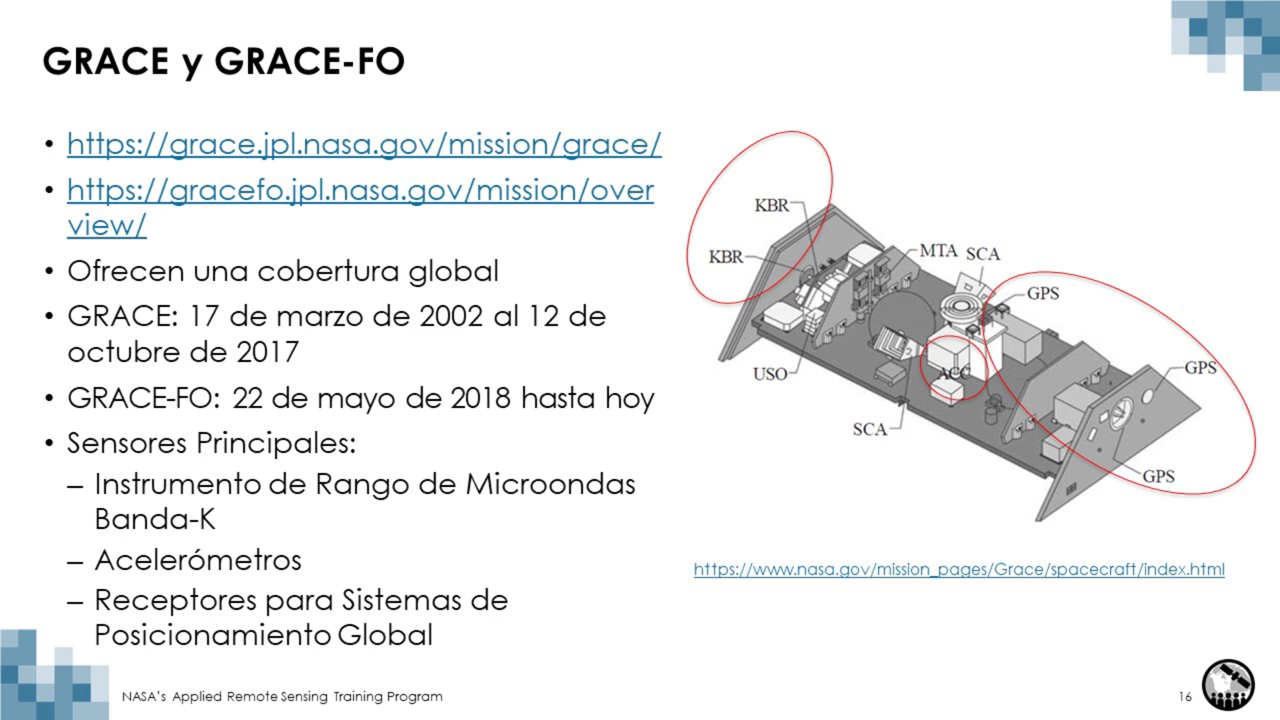 GRACE y GRACE-FO
• https://grace.jpl.nasa.gov/mission/grace/
• https://gracefo.jpl.nasa.gov/mission/over
view/
• Ofrecen una cobertura global
• GRACE: 17 de marzo de 2002 al 12 de
octubre de 2017
• GRACE-FO: 22 de mayo de 2018 hasta hoy
• Sensores Principales:
– Instrumento de Rango de Microondas
Banda-K
– Acelerómetros
– Receptores para Sistemas de
Posicionamiento Global
KBR
KBR
MTA
SCA
GPS
USO
ACC
GPS
SCA
GPS
https://www.nasa.gov/mission_pages/Grace/spacecraft/index.html
NASA's Applied Remote Sensing Training Program
16